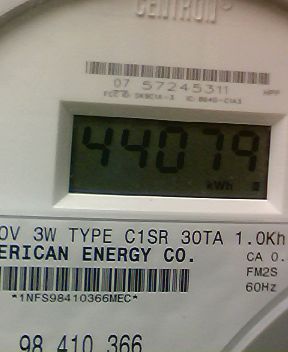 CENTRON®
07 57245311
44079
kWh
0V 3W TYPE C1SR 30TA 1.0Kh
ERICAN ENERGY CO.
CA 0.
FM2S
60Hz
*1NFS98410366MEC*
98 410 366